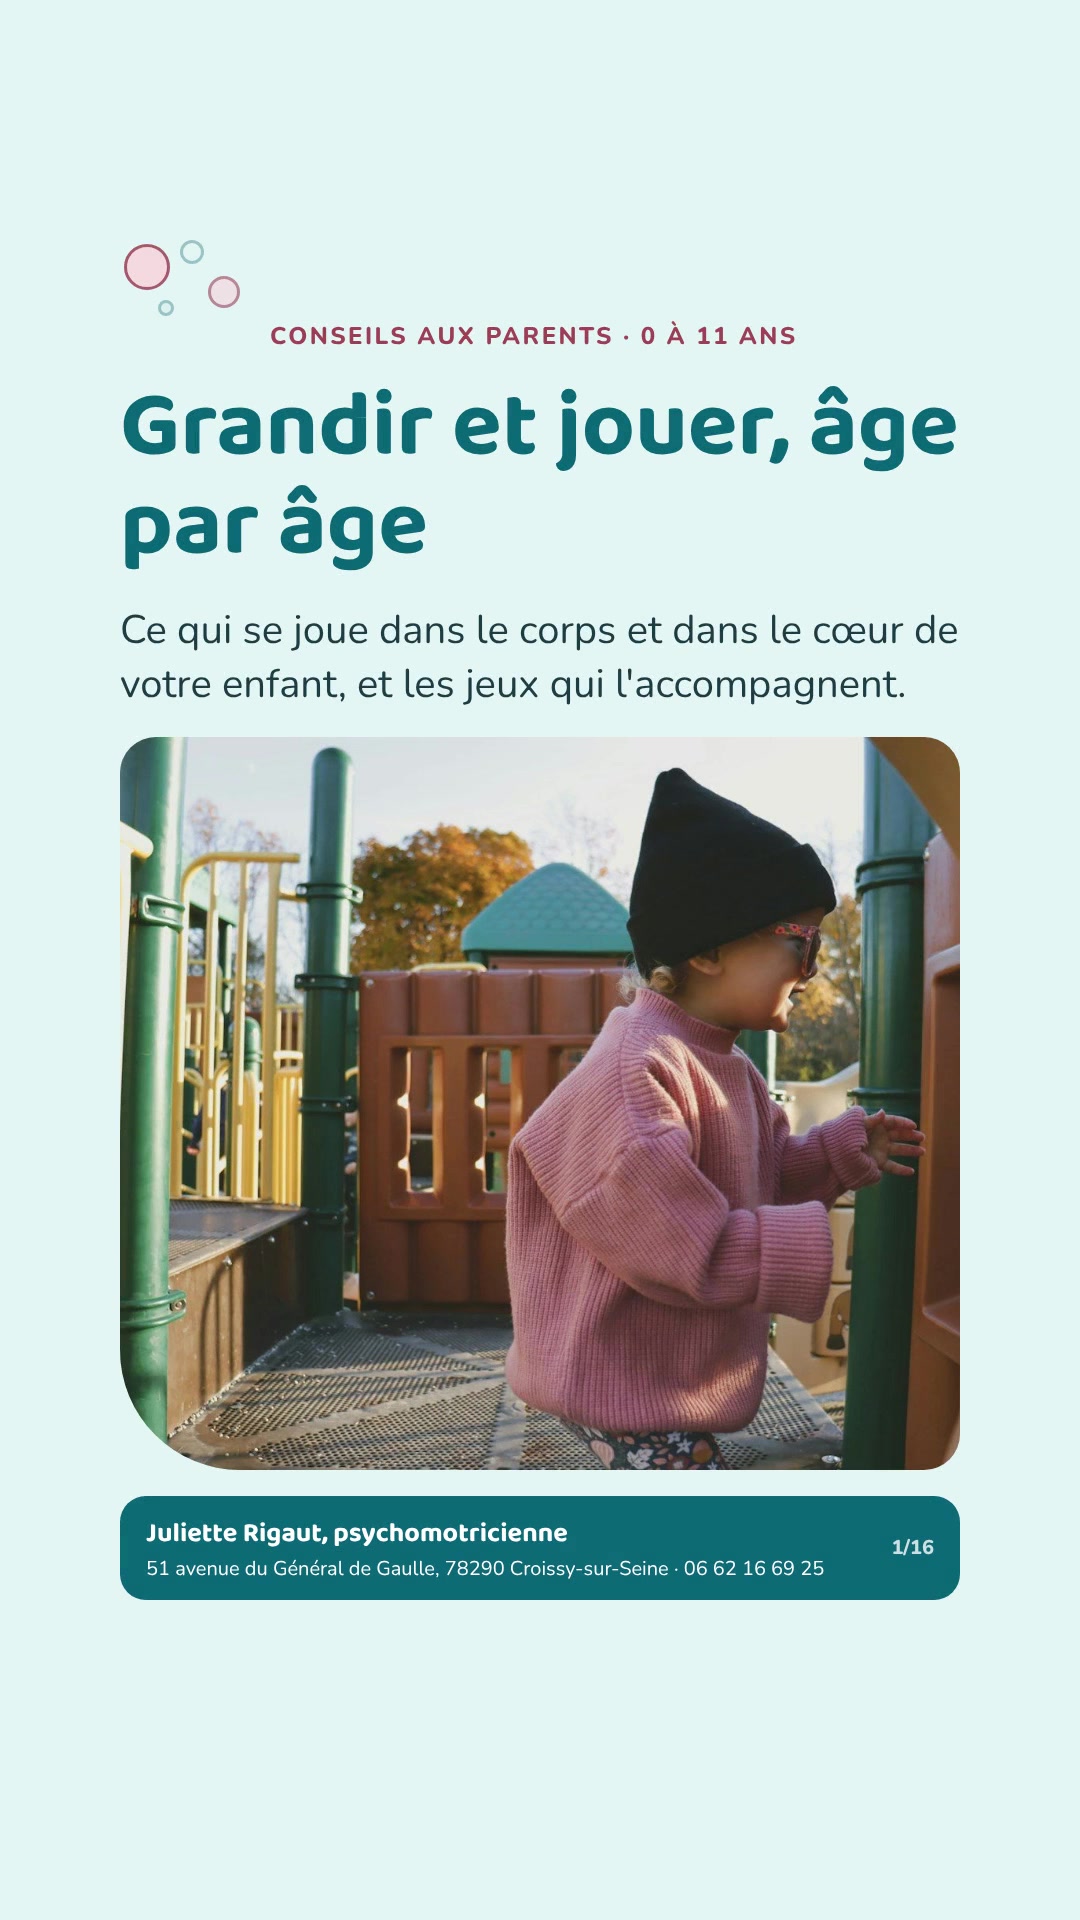 CONSEILS AUX PARENTS · 0 À 11 ANS
Grandir et jouer, âge
par âge
Ce qui se joue dans le corps et dans le cœur de
votre enfant, et les jeux qui l'accompagnent.
Juliette Rigaut, psychomotricienne
51 avenue du Général de Gaulle, 78290 Croissy-sur-Seine · 06 62 16 69 25
1/16